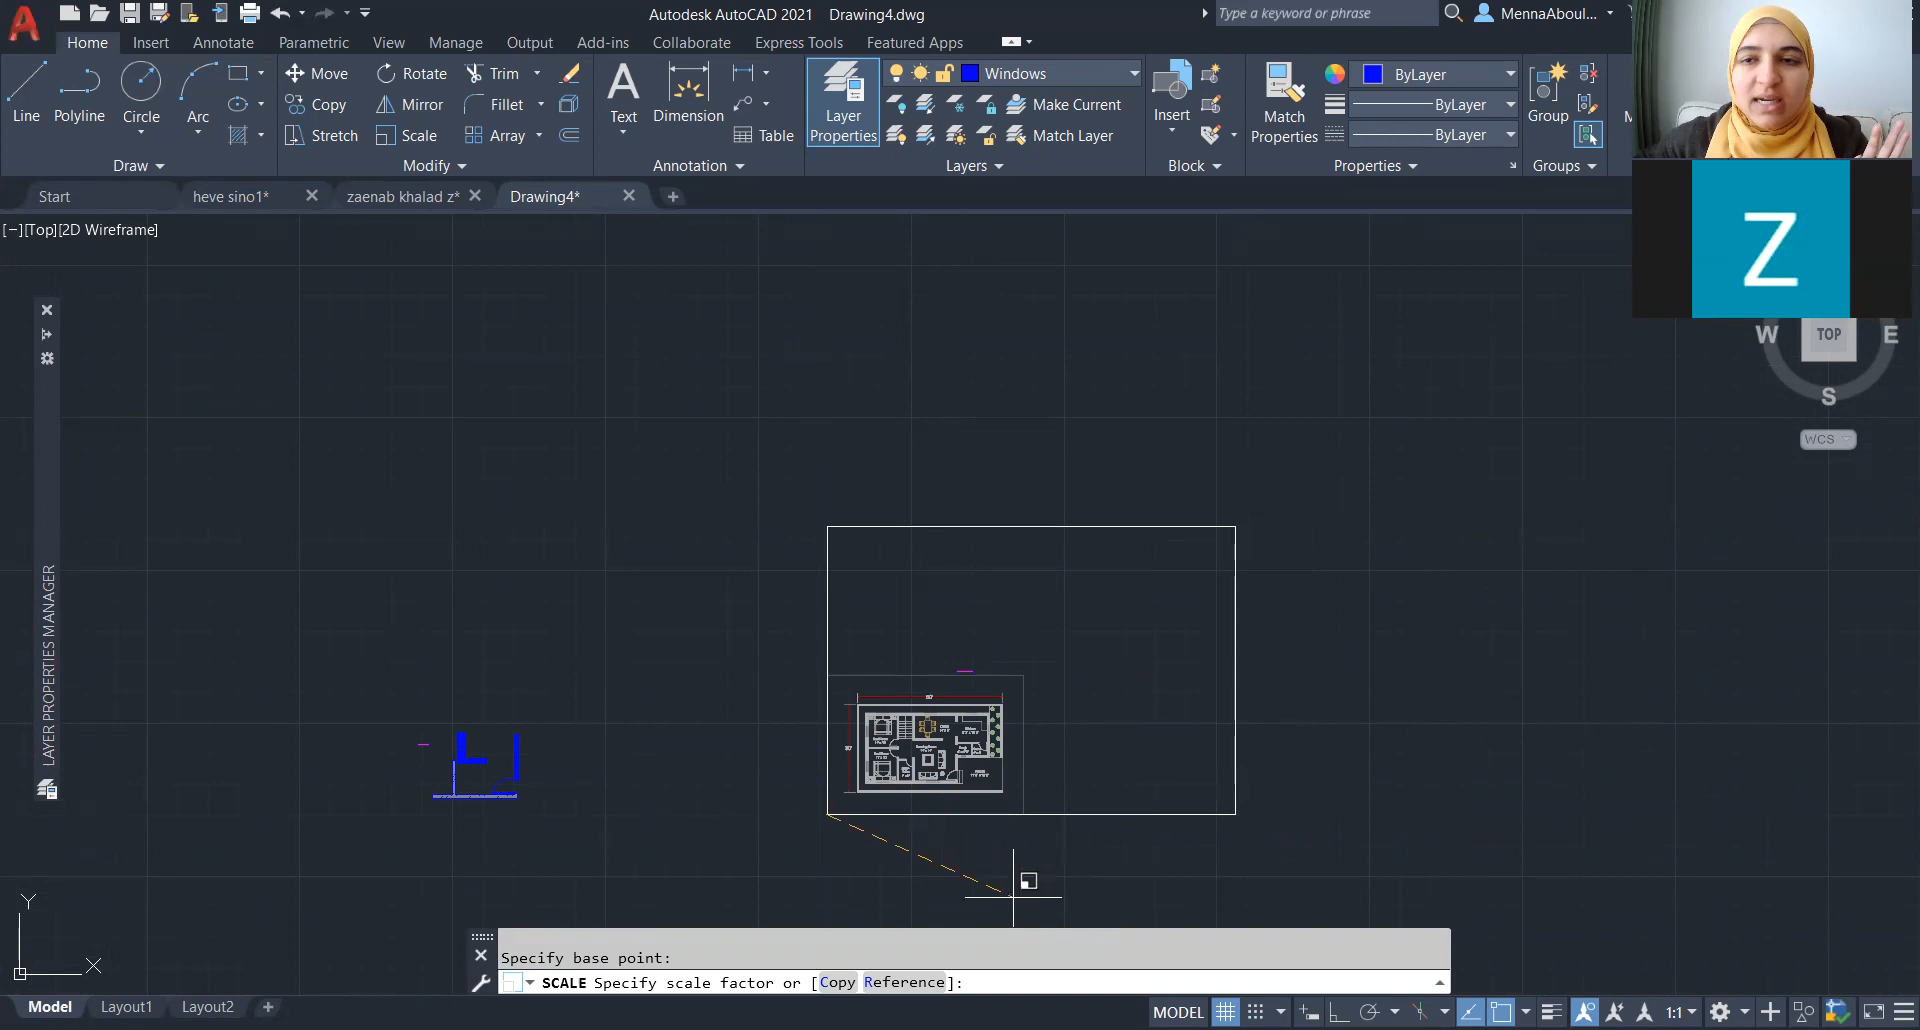 Autodesk AutoCAD 2021 Drawing4.dwg
Type a keyword or phrase
MennaAboul...
Home Insert Annotate Parametric View Manage Output Add-ins Collaborate Express Tools Featured Apps
Line
Polyline
Circle
Arc
Move
Rotate
Trim
Copy
Mirror
Fillet
Stretch
Scale
Array
Text
Dimension
Table
Layer
Properties
Windows
Make Current
Match Layer
Insert
Match
Properties
ByLayer
ByLayer
ByLayer
Group
Draw Modify Annotation Layers Block Properties Groups
Start heve sino1* zaenab khalad z* Drawing4*
[−][Top][2D Wireframe]
Z
W TOP E
S
WCS
LAYER PROPERTIES MANAGER
Y
X
Specify base point:
SCALE Specify scale factor or [Copy Reference]:
Model Layout1 Layout2
MODEL
1:1